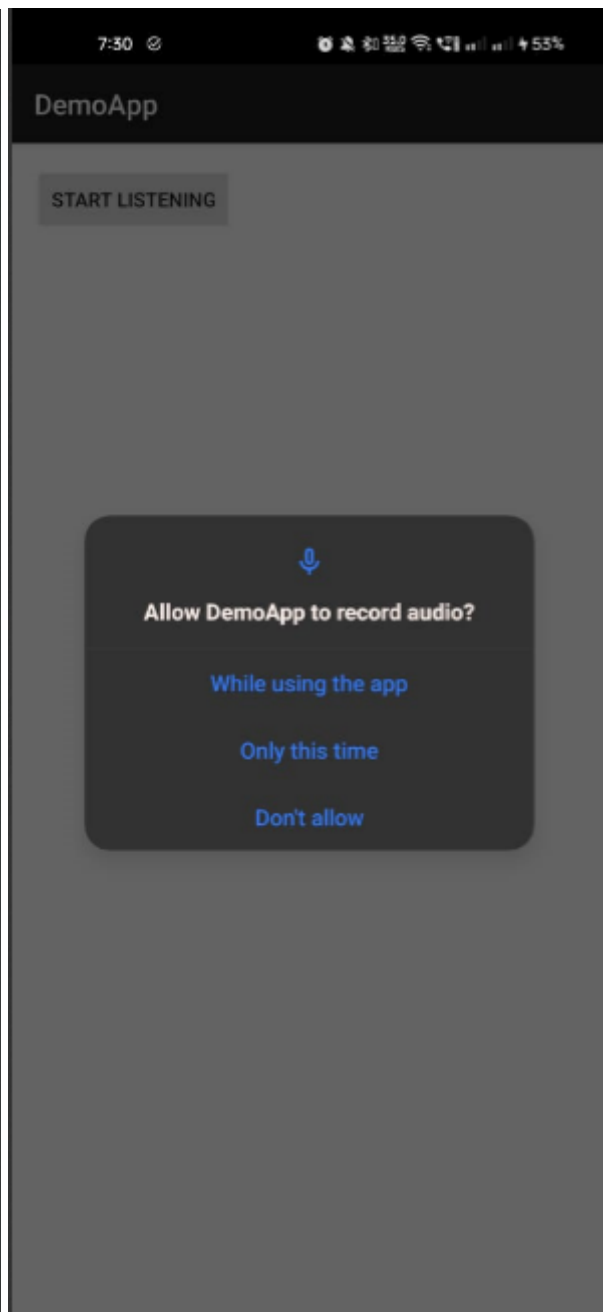 7:30
53%
DemoApp
START LISTENING
Allow DemoApp to record audio?
While using the app
Only this time
Don't allow